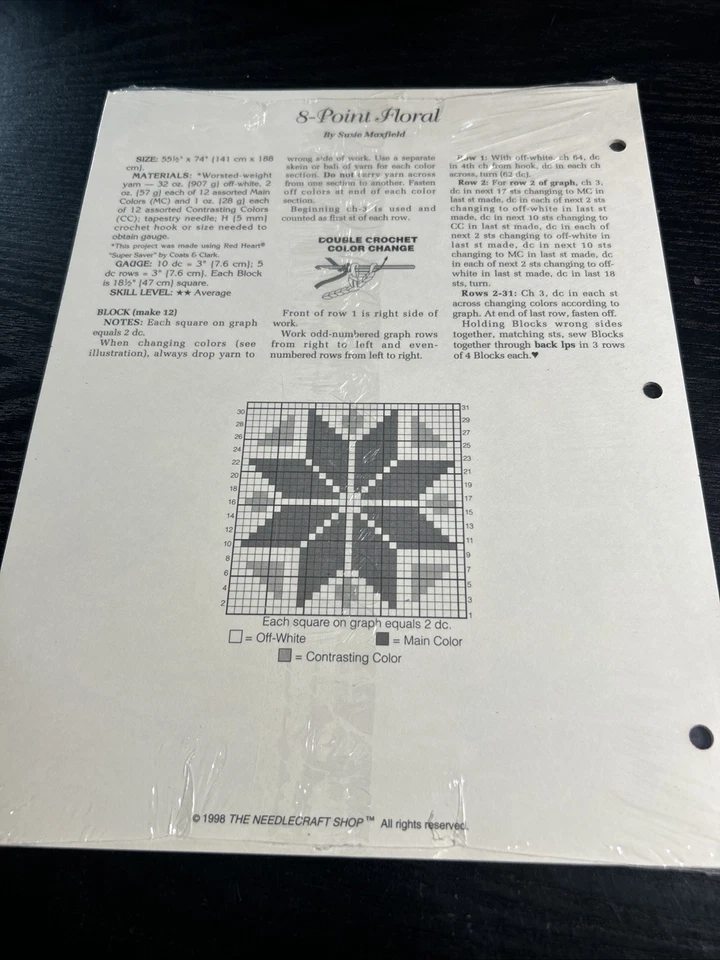 8-Point Floral
By Susie Maxfield
SIZE: 55½" x 74" [141 cm x 188
cm].
MATERIALS: *Worsted-weight
yarn — 32 oz. [907 g] off-white, 2
oz. [57 g] each of 12 assorted Main
Colors (MC) and 1 oz. [28 g] each
of 12 assorted Contrasting Colors
(CC); tapestry needle; H [5 mm]
crochet hook or size needed to
obtain gauge.
*This project was made using Red Heart®
"Super Saver" by Coats & Clark.
GAUGE: 10 dc = 3" [7.6 cm]; 5
dc rows = 3" [7.6 cm]. Each Block
is 18½" [47 cm] square.
SKILL LEVEL: ★★ Average
BLOCK (make 12)
NOTES: Each square on graph
equals 2 dc.
When changing colors (see
illustration), always drop yarn to
wrong side of work. Use a separate
skein or ball of yarn for each color
section. Do not carry yarn across
from one section to another. Fasten
off colors at end of each color
section.
Beginning ch-3 is used and
counted as first st of each row.
DOUBLE CROCHET
COLOR CHANGE
Front of row 1 is right side of
work.
Work odd-numbered graph rows
from right to left and even-
numbered rows from left to right.
Row 1: With off-white, ch 64, dc
in 4th ch from hook, dc in each ch
across, turn (62 dc).
Row 2: For row 2 of graph, ch 3,
dc in next 17 sts changing to MC in
last st made, dc in each of next 2 sts
changing to off-white in last st
made, dc in next 10 sts changing to
CC in last st made, dc in each of
next 2 sts changing to off-white in
last st made, dc in next 10 sts
changing to MC in last st made, dc
in each of next 2 sts changing to off-
white in last st made, dc in last 18
sts, turn.
Rows 2-31: Ch 3, dc in each st
across changing colors according to
graph. At end of last row, fasten off.
Holding Blocks wrong sides
together, matching sts, sew Blocks
together through back lps in 3 rows
of 4 Blocks each.♥
31
30
29
28
27
26
25
24
23
22
21
20
19
18
17
16
15
14
13
12
11
10
9
8
7
6
5
4
3
2
1
Each square on graph equals 2 dc.
= Off-White = Main Color
= Contrasting Color
© 1998 THE NEEDLECRAFT SHOP™ All rights reserved.